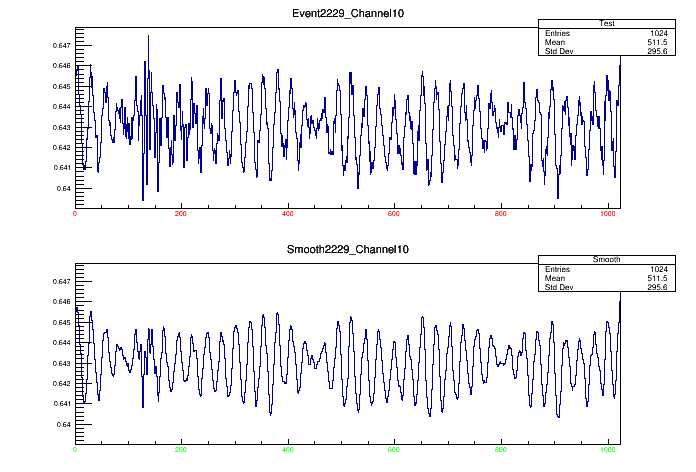 Event2229_Channel10
Test
Entries 1024
Mean 511.5
Std Dev 295.6
0.647
0.646
0.645
0.644
0.643
0.642
0.641
0.64
0 200 400 600 800 1000
Smooth2229_Channel10
Smooth
Entries 1024
Mean 511.5
Std Dev 295.6
0.647
0.646
0.645
0.644
0.643
0.642
0.641
0.64
0 200 400 600 800 1000